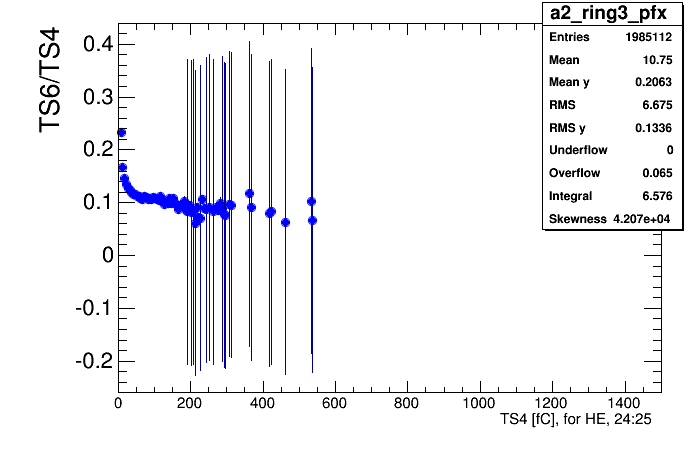 a2_ring3_pfx
Entries 1985112
Mean 10.75
Mean y 0.2063
RMS 6.675
RMS y 0.1336
Underflow 0
Overflow 0.065
Integral 6.576
Skewness 4.207e+04
TS6/TS4
0.4
0.3
0.2
0.1
0
-0.1
-0.2
0 200 400 600 800 1000 1200 1400
TS4 [fC], for HE, 24:25